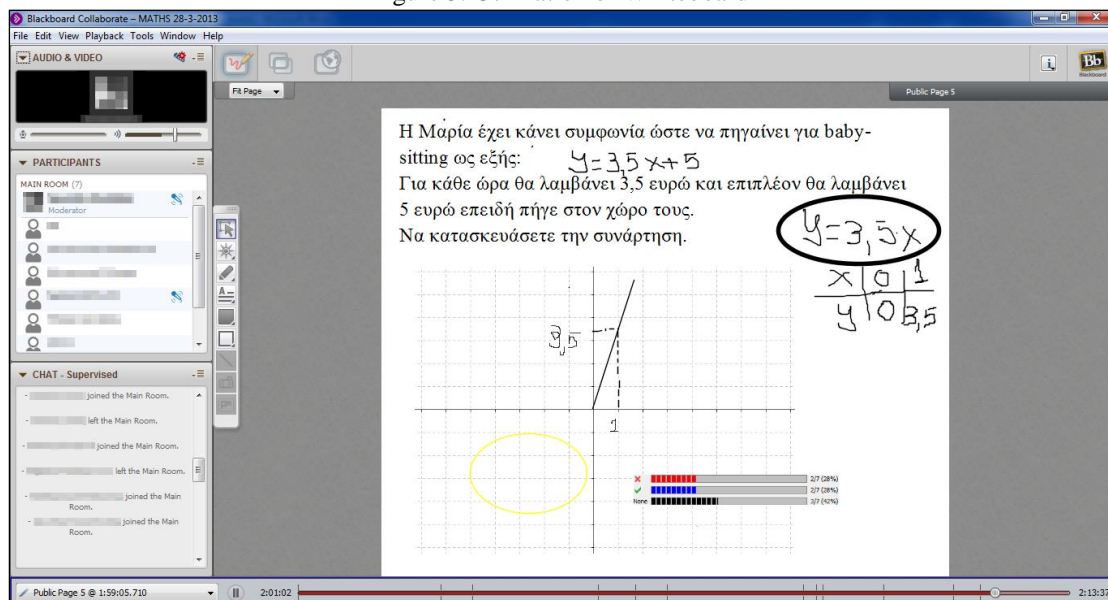 Blackboard Collaborate – MATHS 28-3-2013
File Edit View Playback Tools Window Help
AUDIO & VIDEO
Fit Page
Public Page 5
Bb
Blackboard
PARTICIPANTS
MAIN ROOM (7)
Moderator
CHAT - Supervised
- joined the Main Room.
- left the Main Room.
- joined the Main Room.
- left the Main Room.
- joined the Main
Room.
- joined the Main
Room.
Η Μαρία έχει κάνει συμφωνία ώστε να πηγαίνει για baby-
sitting ως εξής: y=3,5x+5
Για κάθε ώρα θα λαμβάνει 3,5 ευρώ και επιπλέον θα λαμβάνει
5 ευρώ επειδή πήγε στον χώρο τους.
Να κατασκευάσετε την συνάρτηση.
y=3,5x
x 0 1
y 0 3,5
3,5
1
2/7 (28%)
2/7 (28%)
None 3/7 (42%)
Public Page 5 @ 1:59:05.710
2:01:02
2:13:37